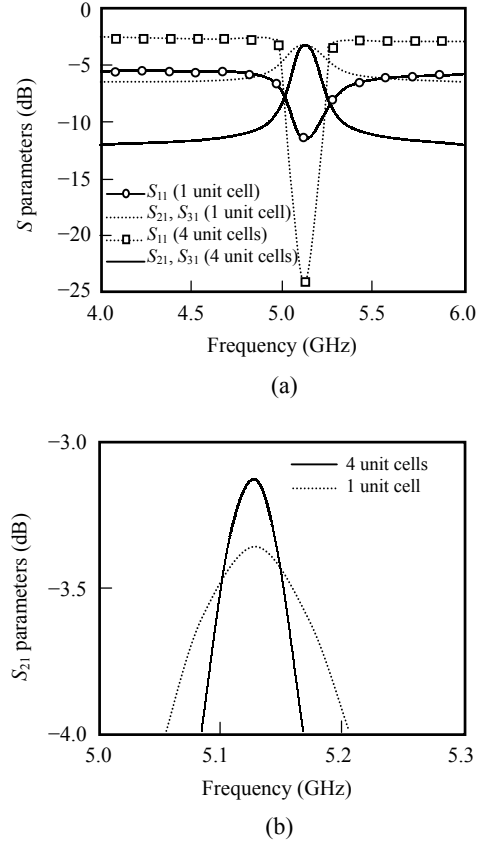 0
−5
−10
−15
−20
−25
S parameters (dB)
S11 (1 unit cell)
S21, S31 (1 unit cell)
S11 (4 unit cells)
S21, S31 (4 unit cells)
4.0 4.5 5.0 5.5 6.0
Frequency (GHz)
(a)
−3.0
−3.5
−4.0
S21 parameters (dB)
4 unit cells
1 unit cell
5.0 5.1 5.2 5.3
Frequency (GHz)
(b)